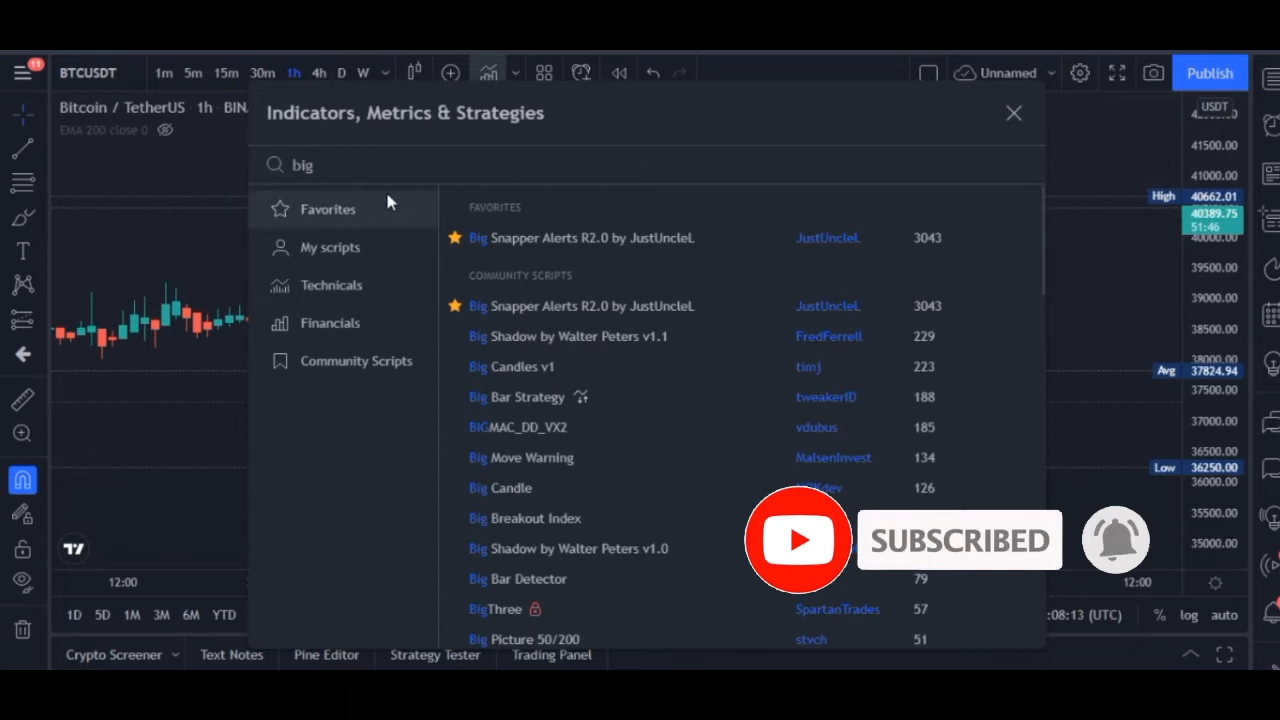 11
BTCUSDT 1m 5m 15m 30m 1h 4h D W Unnamed Publish
Bitcoin / TetherUS 1h BIN
EMA 200 close 0
Indicators, Metrics & Strategies
big
Favorites
My scripts
Technicals
Financials
Community Scripts
FAVORITES
Big Snapper Alerts R2.0 by JustUncleL JustUncleL 3043
COMMUNITY SCRIPTS
Big Snapper Alerts R2.0 by JustUncleL JustUncleL 3043
Big Shadow by Walter Peters v1.1 FredFerrell 229
Big Candles v1 timj 223
Big Bar Strategy tweakerID 188
BIGMAC_DD_VX2 vdubus 185
Big Move Warning MalsenInvest 134
Big Candle 126
Big Breakout Index
Big Shadow by Walter Peters v1.0
Big Bar Detector 79
BigThree SpartanTrades 57
Big Picture 50/200 stvch 51
SUBSCRIBED
USDT
41500.00
41000.00
High 40662.01
40389.75
51:46
40000.00
39500.00
39000.00
38500.00
38000.00
Avg 37824.94
37500.00
37000.00
36500.00
Low 36250.00
36000.00
35500.00
35000.00
12:00 12:00
1D 5D 1M 3M 6M YTD :08:13 (UTC) % log auto
Crypto Screener Text Notes Pine Editor Strategy Tester Trading Panel